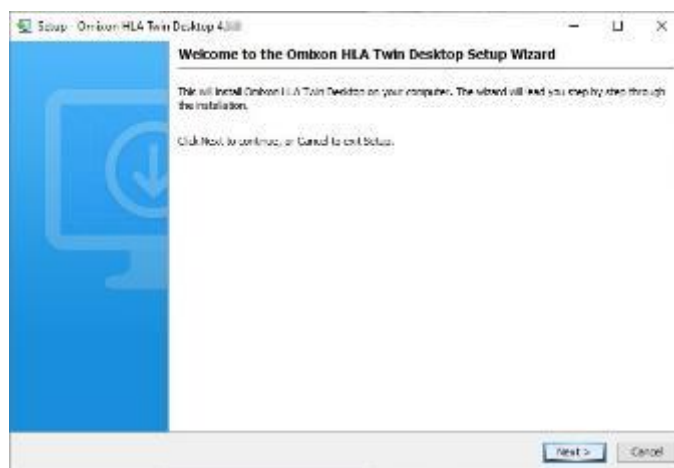 Setup - Omixon HLA Twin Desktop 4.
Welcome to the Omixon HLA Twin Desktop Setup Wizard
This will install Omixon HLA Twin Desktop on your computer. The wizard will lead you step by step through
the installation.
Click Next to continue, or Cancel to exit Setup.
Next >
Cancel